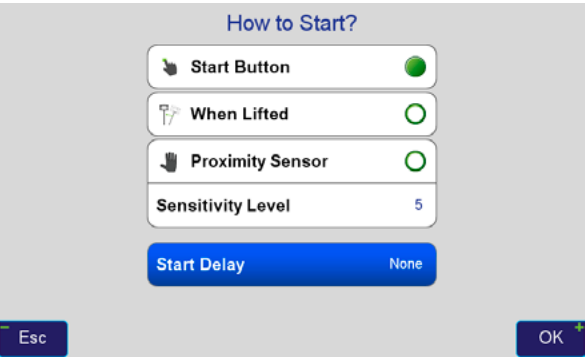 How to Start?
Start Button
When Lifted
Proximity Sensor
Sensitivity Level 5
Start Delay None
- Esc
OK +